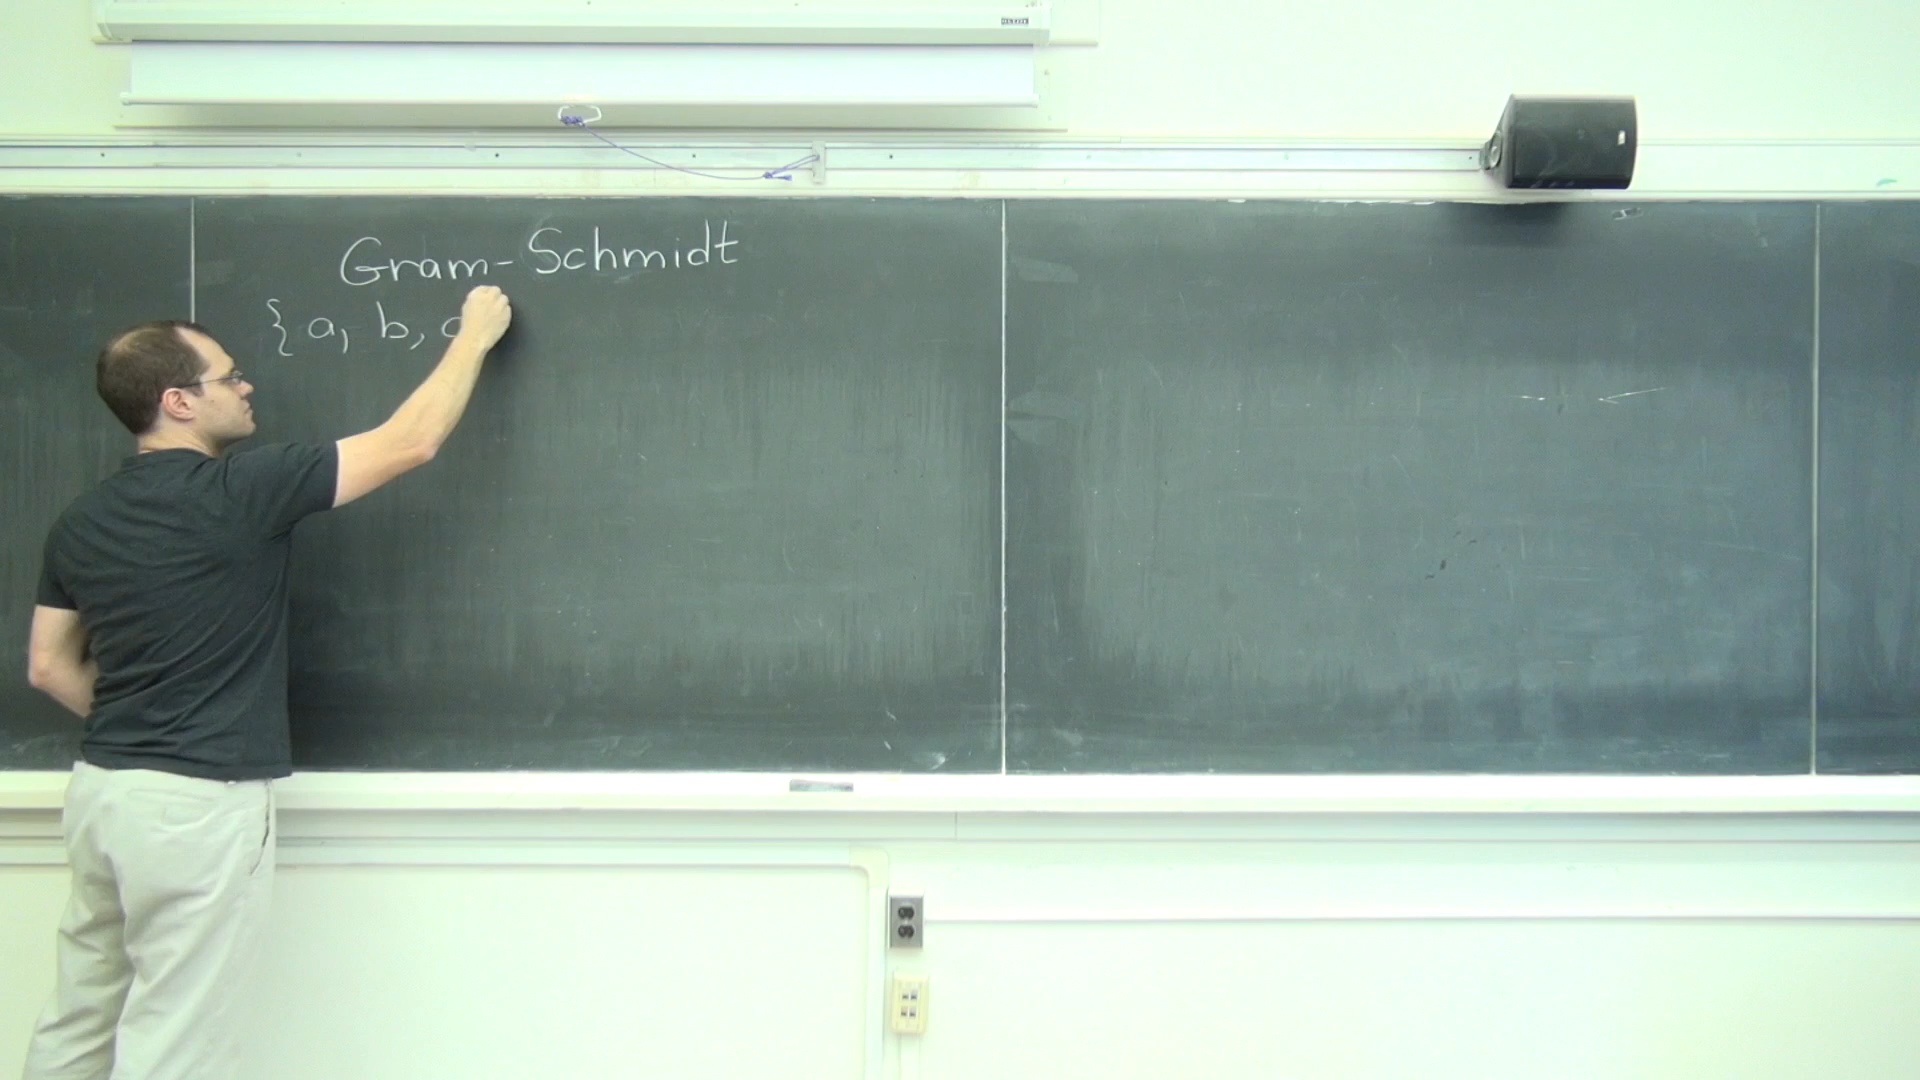 Gram-Schmidt
{ a, b, c